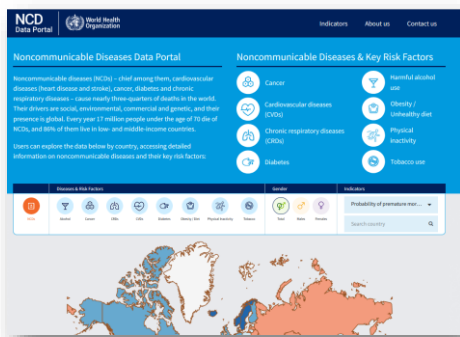 NCD
Data Portal
World Health
Organization
Indicators
About us
Contact us
Noncommunicable Diseases Data Portal
Noncommunicable diseases (NCDs) – chief among them, cardiovascular
diseases (heart disease and stroke), cancer, diabetes and chronic
respiratory diseases – cause nearly three-quarters of deaths in the world.
Their drivers are social, environmental, commercial and genetic, and their
presence is global. Every year 17 million people under the age of 70 die of
NCDs, and 86% of them live in low- and middle-income countries.
Users can explore the data below by country, accessing detailed
information on noncommunicable diseases and their key risk factors:
Noncommunicable Diseases & Key Risk Factors
Cancer
Cardiovascular diseases
(CVDs)
Chronic respiratory diseases
(CRDs)
Diabetes
Harmful alcohol
use
Obesity /
Unhealthy diet
Physical
inactivity
Tobacco use
Diseases & Risk Factors
Gender
Indicators
Alcohol
Cancer
CRDs
CVDs
Diabetes
Obesity / Diet
Physical Inactivity
Tobacco
Total
Males
Females
Probability of premature mor...
Search country